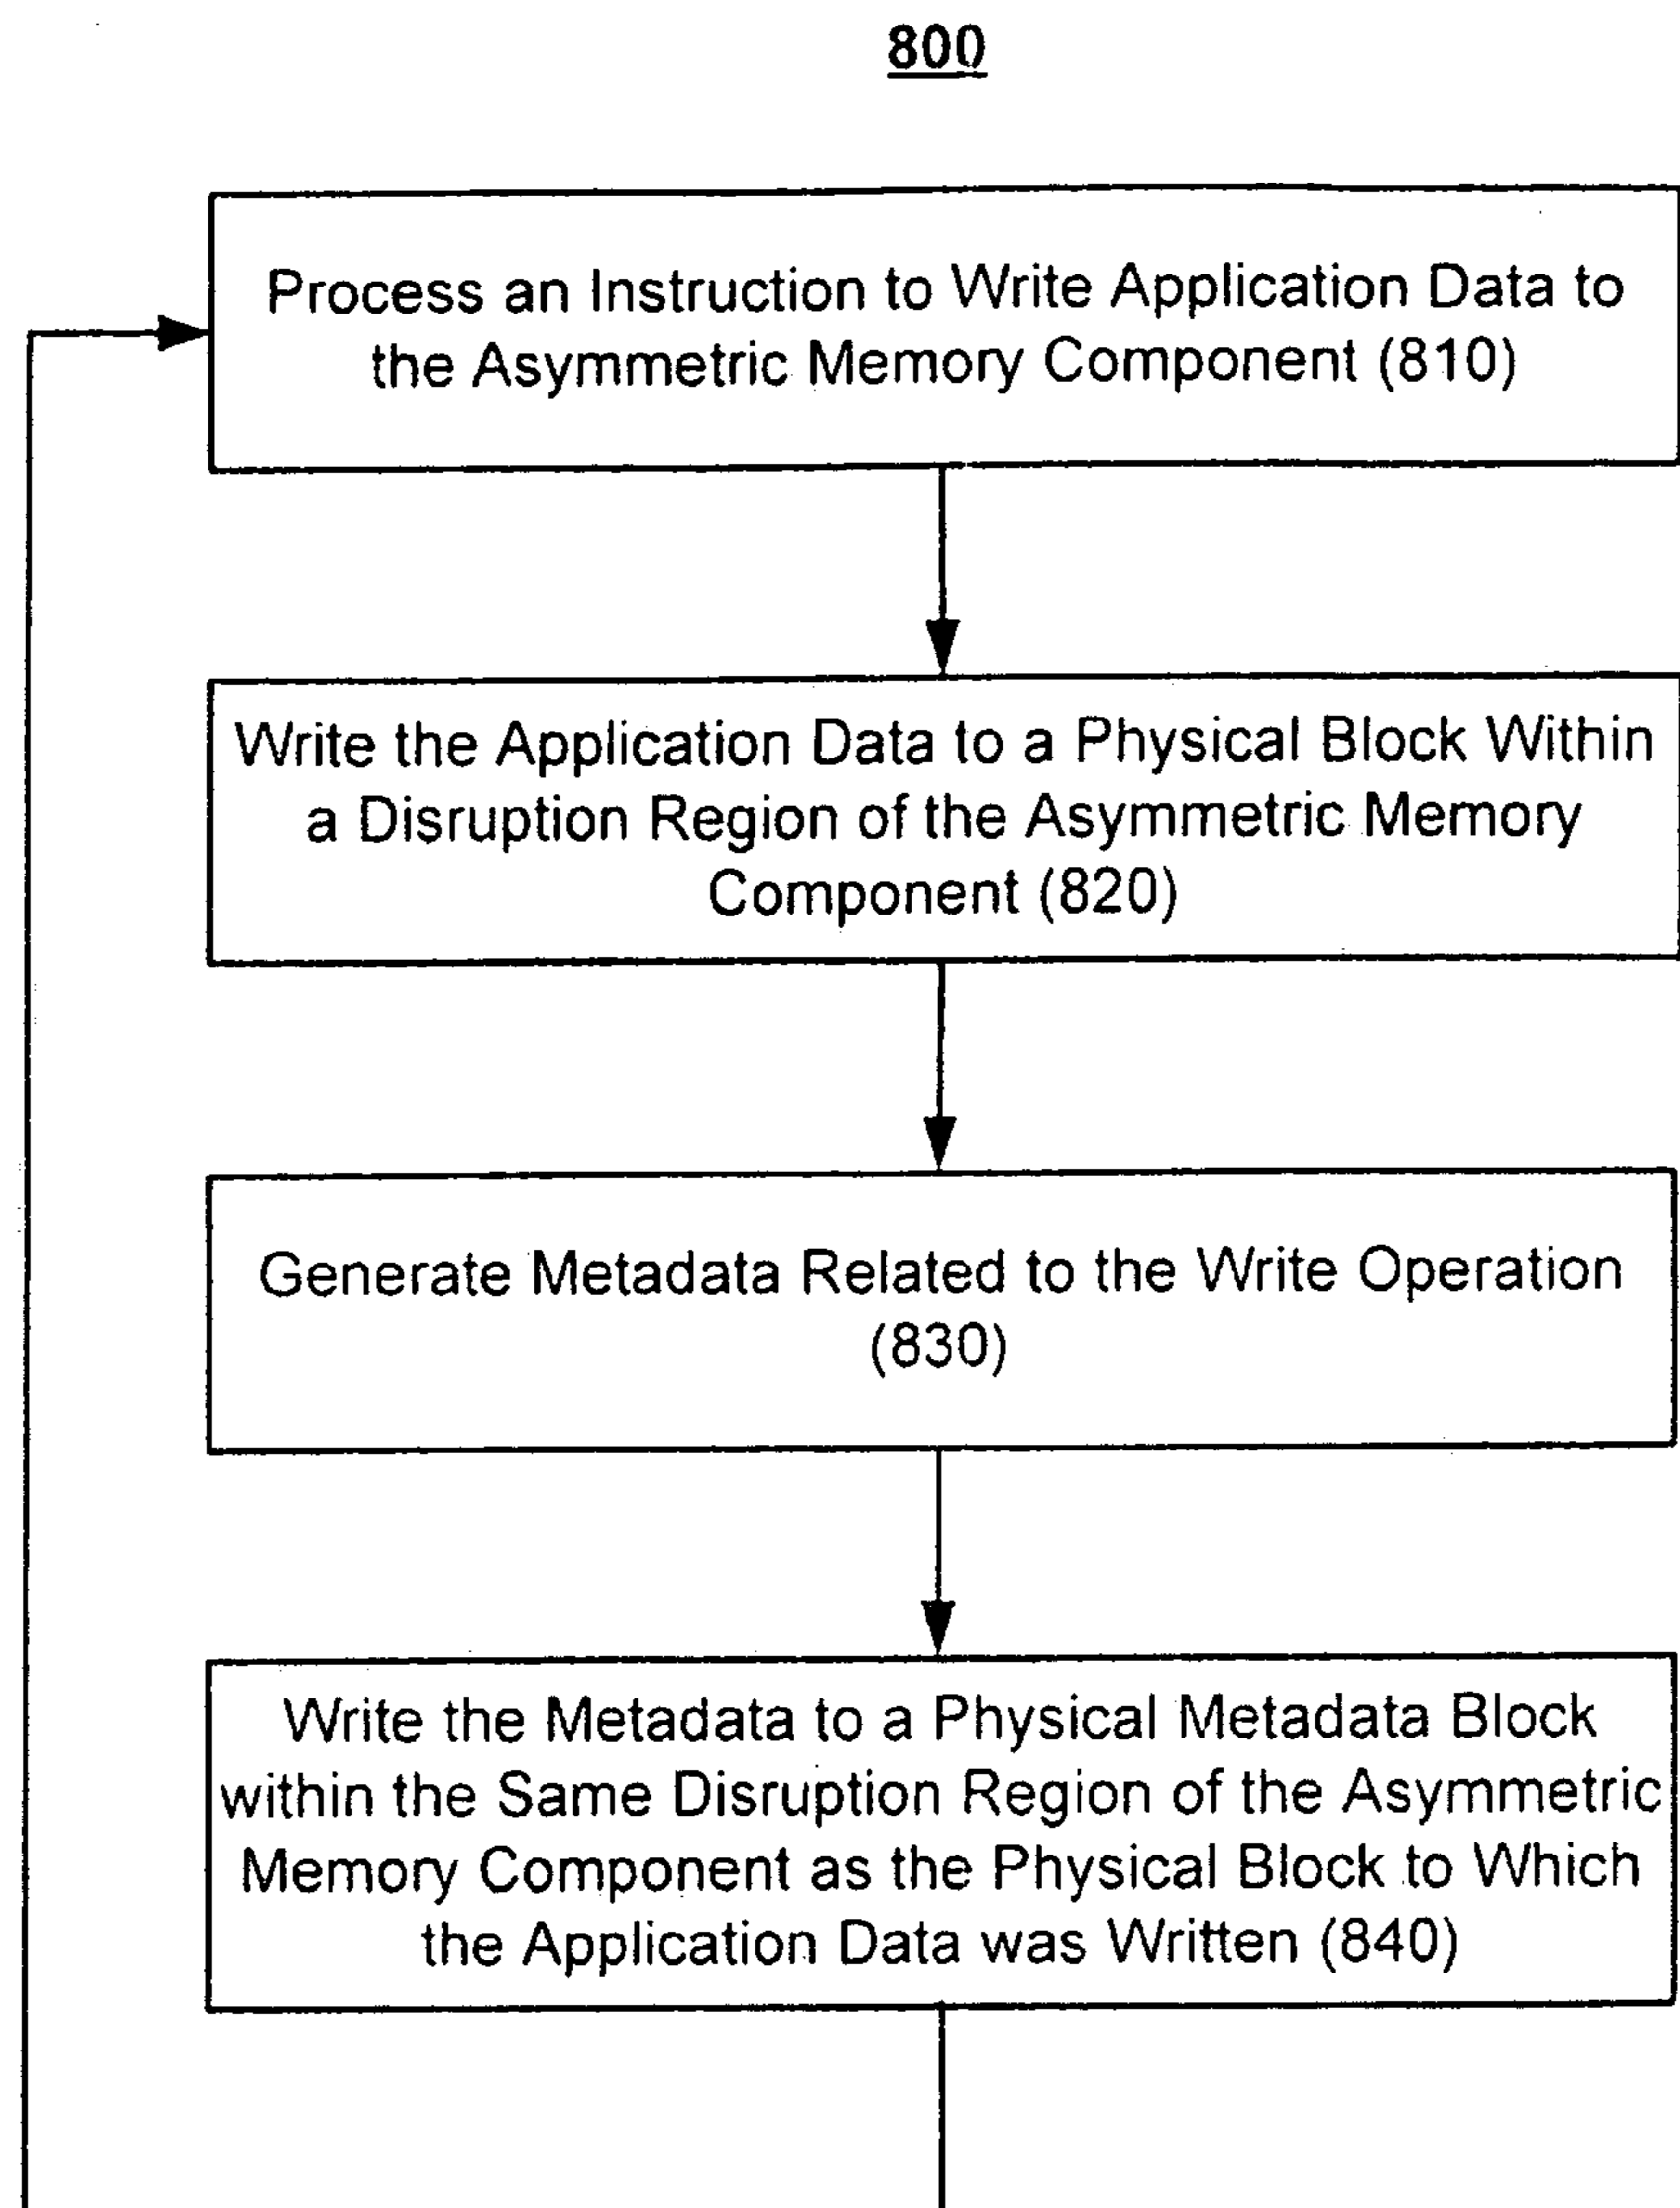 800
Process an Instruction to Write Application Data to
the Asymmetric Memory Component (810)
Write the Application Data to a Physical Block Within
a Disruption Region of the Asymmetric Memory
Component (820)
Generate Metadata Related to the Write Operation
(830)
Write the Metadata to a Physical Metadata Block
within the Same Disruption Region of the Asymmetric
Memory Component as the Physical Block to Which
the Application Data was Written (840)